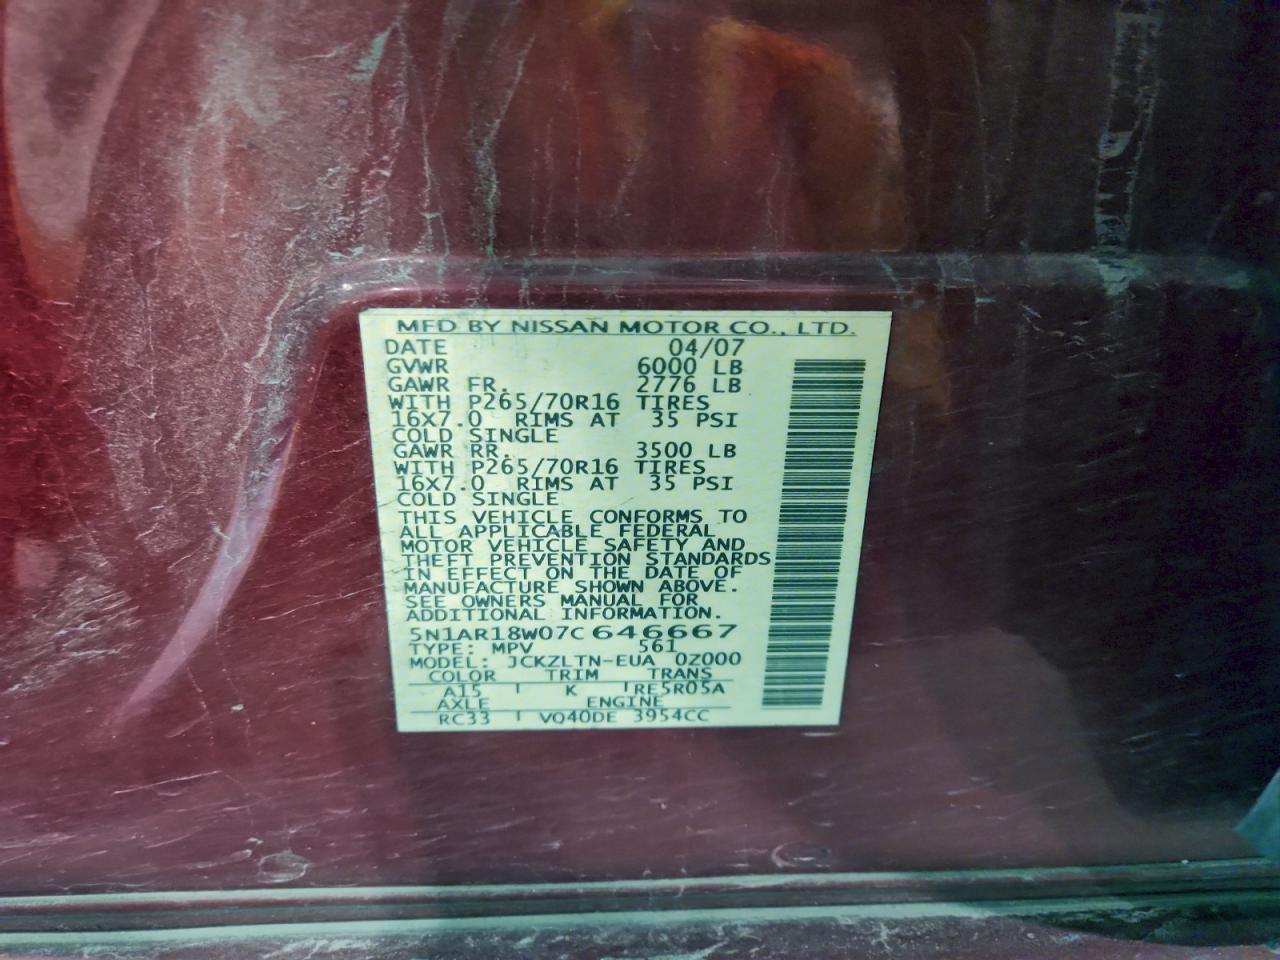 MFD BY NISSAN MOTOR CO., LTD.
DATE 04/07
GVWR 6000 LB
GAWR FR. 2776 LB
WITH P265/70R16 TIRES
16X7.0 RIMS AT 35 PSI
COLD SINGLE
GAWR RR. 3500 LB
WITH P265/70R16 TIRES
16X7.0 RIMS AT 35 PSI
COLD SINGLE
THIS VEHICLE CONFORMS TO
ALL APPLICABLE FEDERAL
MOTOR VEHICLE SAFETY AND
THEFT PREVENTION STANDARDS
IN EFFECT ON THE DATE OF
MANUFACTURE SHOWN ABOVE.
SEE OWNERS MANUAL FOR
ADDITIONAL INFORMATION.
5N1AR18W07C646667
TYPE: MPV 561
MODEL: JCKZLTN-EUA 0Z000
COLOR TRIM TRANS
A15 K RE5R05A
AXLE ENGINE
RC33 VQ40DE 3954CC